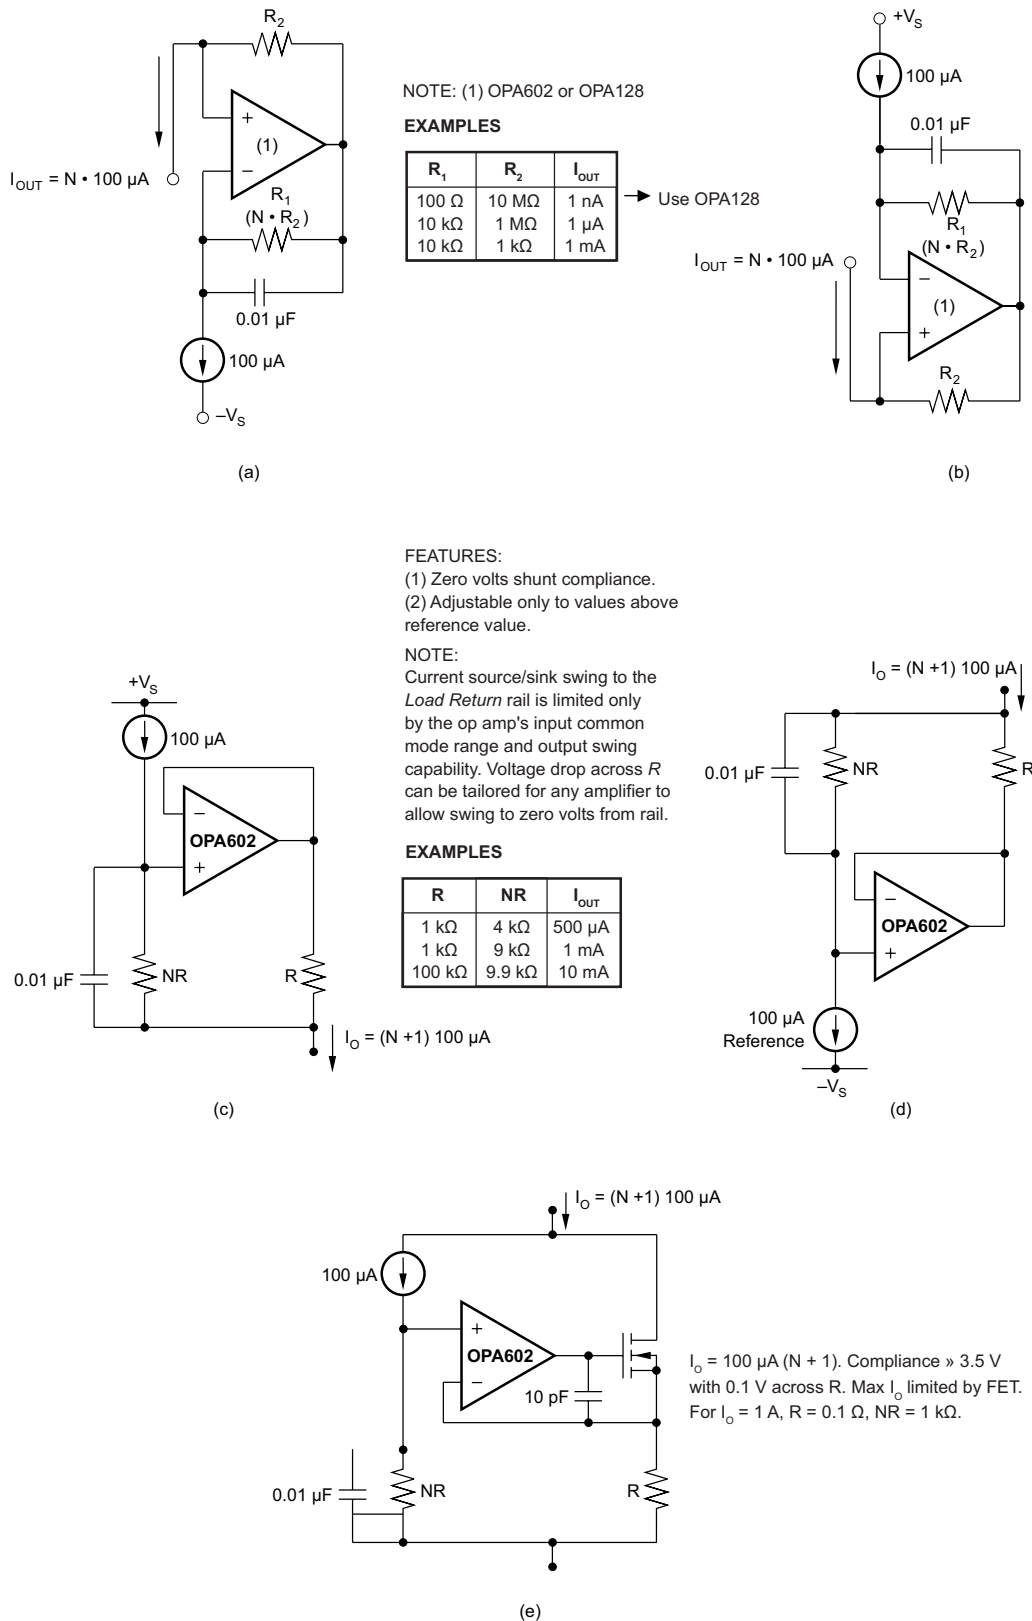 R2
+
(1)
−
IOUT = N • 100 µA
R1
(N • R2)
0.01 µF
100 µA
–VS
(a)
NOTE: (1) OPA602 or OPA128
EXAMPLES
R1 R2 IOUT
100 Ω 10 MΩ 1 nA
10 kΩ 1 MΩ 1 µA
10 kΩ 1 kΩ 1 mA
Use OPA128
+VS
100 µA
0.01 µF
R1
(N • R2)
IOUT = N • 100 µA
−
(1)
+
R2
(b)
FEATURES:
(1) Zero volts shunt compliance.
(2) Adjustable only to values above
reference value.
NOTE:
Current source/sink swing to the
Load Return rail is limited only
by the op amp's input common
mode range and output swing
capability. Voltage drop across R
can be tailored for any amplifier to
allow swing to zero volts from rail.
EXAMPLES
R NR IOUT
1 kΩ 4 kΩ 500 µA
1 kΩ 9 kΩ 1 mA
100 kΩ 9.9 kΩ 10 mA
+VS
100 µA
−
OPA602
+
0.01 µF
NR
R
IO = (N +1) 100 µA
(c)
IO = (N +1) 100 µA
0.01 µF
NR
R
−
OPA602
+
100 µA
Reference
–VS
(d)
IO = (N +1) 100 µA
100 µA
+
OPA602
−
10 pF
0.01 µF
NR
R
IO = 100 µA (N + 1). Compliance » 3.5 V
with 0.1 V across R. Max IO limited by FET.
For IO = 1 A, R = 0.1 Ω, NR = 1 kΩ.
(e)